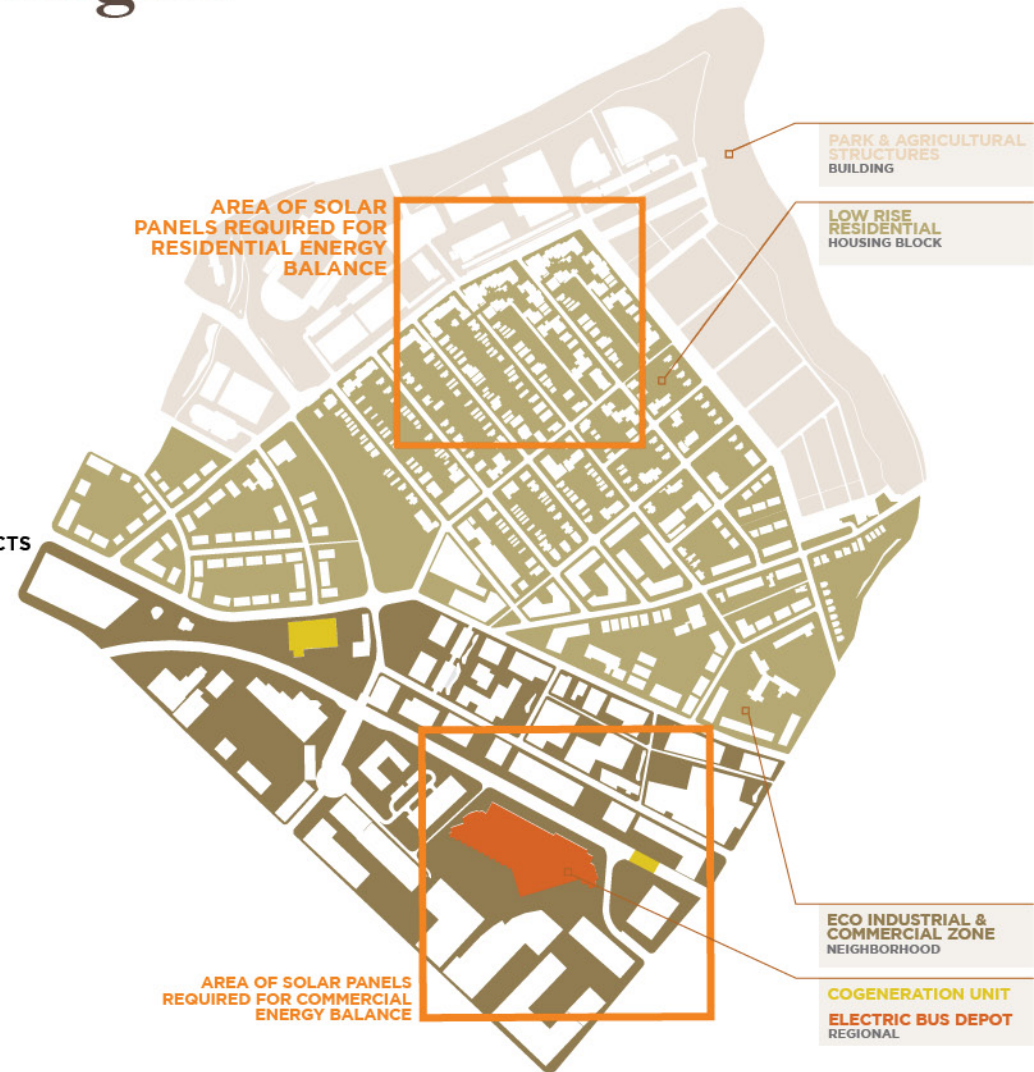 PARK & AGRICULTURAL
STRUCTURES
BUILDING
AREA OF SOLAR
PANELS REQUIRED FOR
RESIDENTIAL ENERGY
BALANCE
LOW RISE
RESIDENTIAL
HOUSING BLOCK
CTS
ECO INDUSTRIAL &
COMMERCIAL ZONE
NEIGHBORHOOD
AREA OF SOLAR PANELS
REQUIRED FOR COMMERCIAL
ENERGY BALANCE
COGENERATION UNIT
ELECTRIC BUS DEPOT
REGIONAL